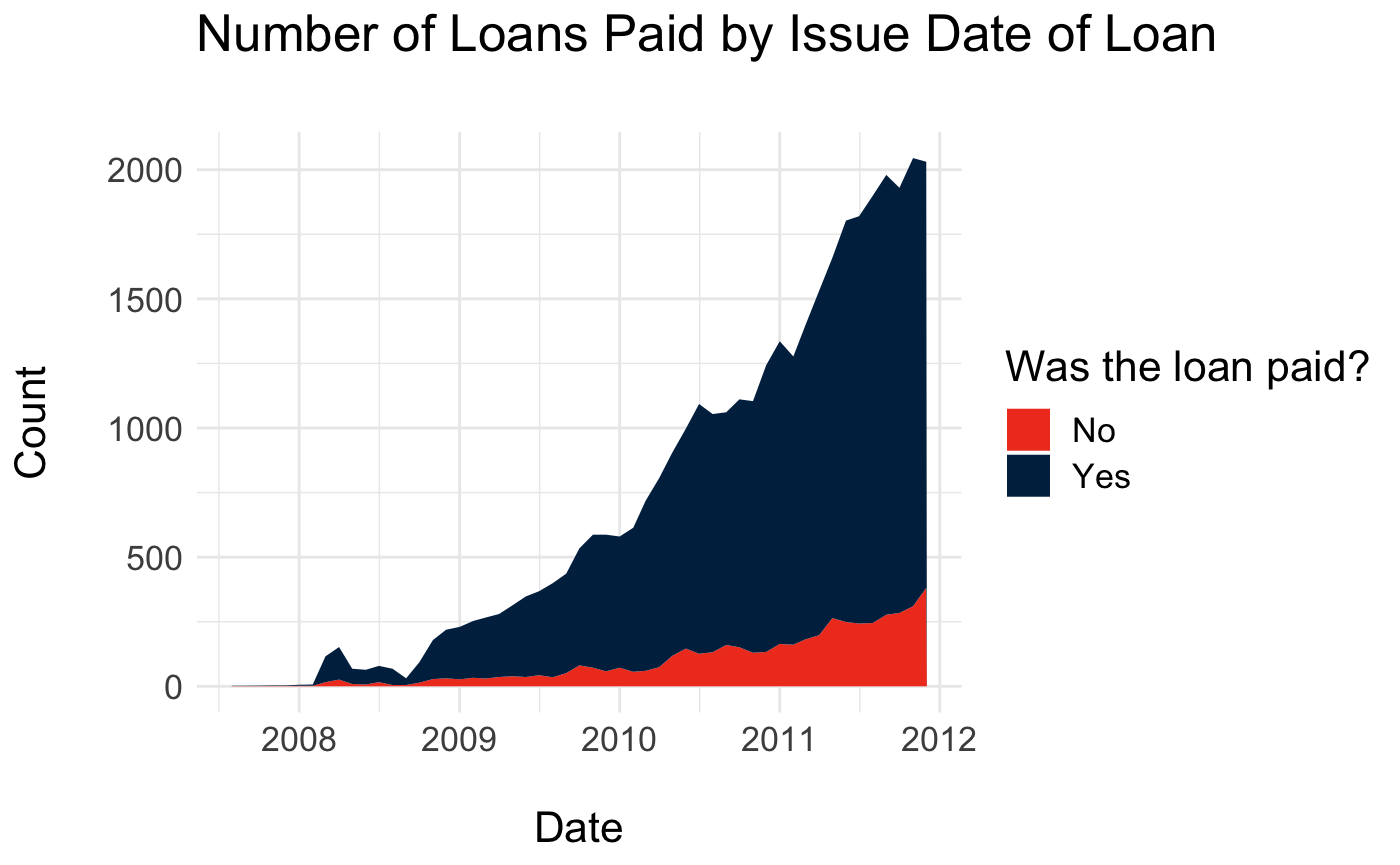 Number of Loans Paid by Issue Date of Loan
2000
1500
1000
500
0
Count
2008 2009 2010 2011 2012
Date
Was the loan paid?
No
Yes